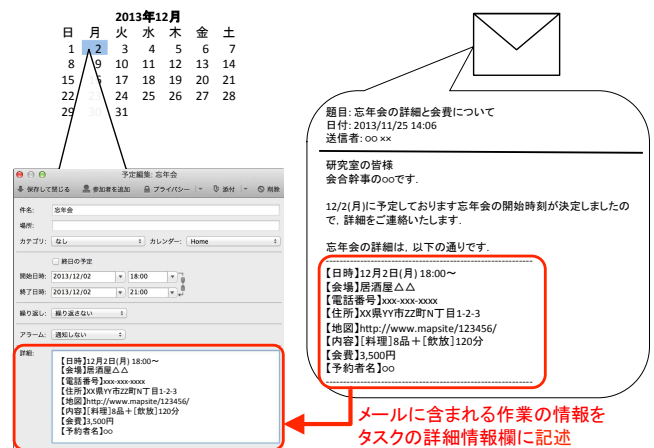 2013年12月
日 月 火 水 木 金 土
1 2 3 4 5 6 7
8 9 10 11 12 13 14
15 16 17 18 19 20 21
22 24 25 26 27 28
29 31
予定編集: 忘年会
保存して閉じる 参加者を追加 プライバシー 添付 削除
件名: 忘年会
場所:
カテゴリ: なし カレンダー: Home
終日の予定
開始日時: 2013/12/02 18:00
終了日時: 2013/12/02 21:00
繰り返し: 繰り返さない
アラーム: 通知しない
詳細:
【日時】12月2日(月) 18:00〜
【会場】居酒屋△△
【電話番号】xxx-xxx-xxxx
【住所】XX県YY市ZZ町N丁目1-2-3
【地図】http://www.mapsite/123456/
【内容】[料理]8品+[飲放]120分
【会費】3,500円
【予約者名】○○
題目: 忘年会の詳細と会費について
日付: 2013/11/25 14:06
送信者: ○○ ××
研究室の皆様
会合幹事の○○です.
12/2(月)に予定しております忘年会の開始時刻が決定しましたの
で, 詳細をご連絡いたします.
忘年会の詳細は, 以下の通りです.
------------------------------------------------------------
【日時】12月2日(月) 18:00〜
【会場】居酒屋△△
【電話番号】xxx-xxx-xxxx
【住所】XX県YY市ZZ町N丁目1-2-3
【地図】http://www.mapsite/123456/
【内容】[料理]8品+[飲放]120分
【会費】3,500円
【予約者名】○○
------------------------------------------------------------
メールに含まれる作業の情報を
タスクの詳細情報欄に記述